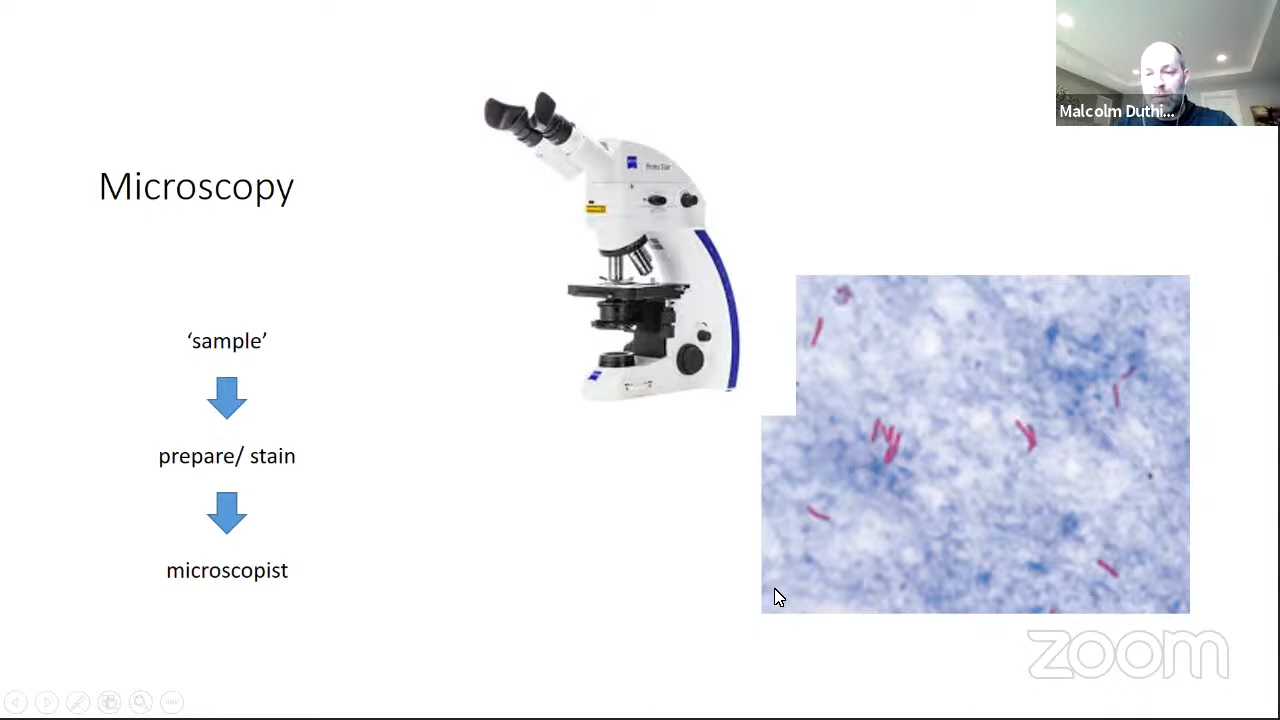 Malcolm Duthi...
Microscopy
‘sample’
prepare/ stain
microscopist
zoom